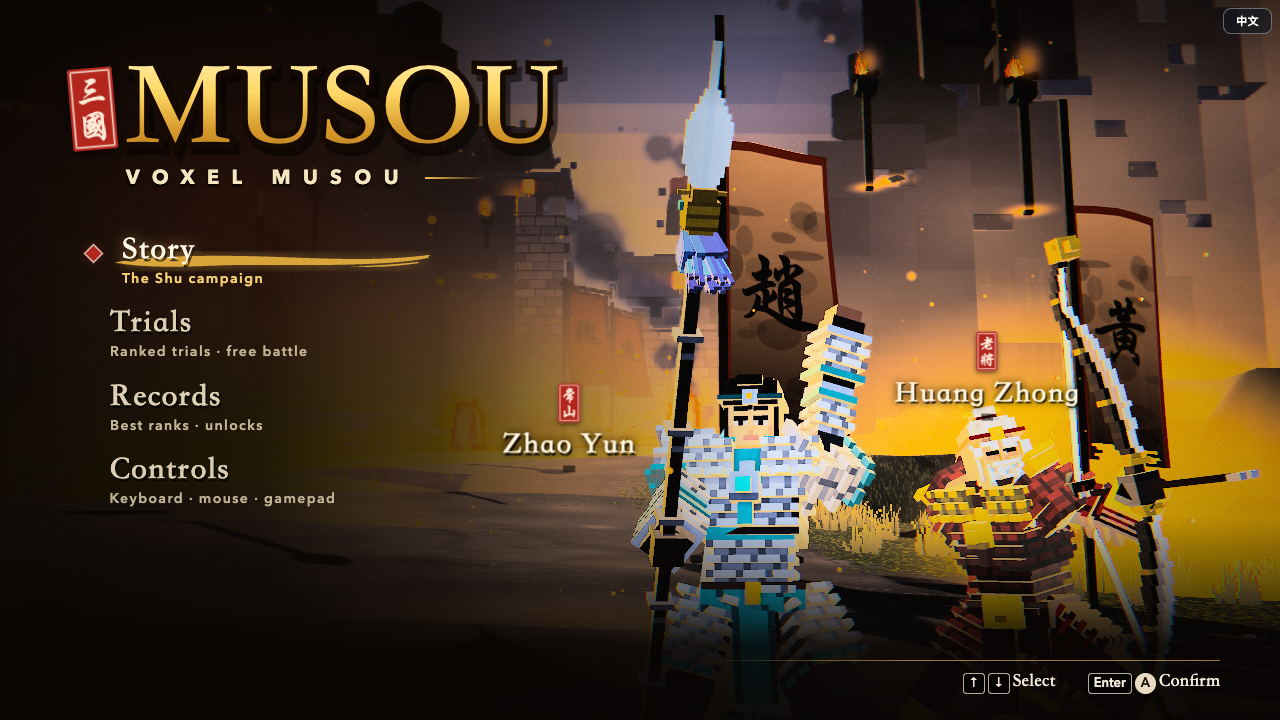 中文
三國
MUSOU
VOXEL MUSOU
Story
The Shu campaign
Trials
Ranked trials · free battle
Records
Best ranks · unlocks
Controls
Keyboard · mouse · gamepad
趙
黃
常山
Zhao Yun
老將
Huang Zhong
↑ ↓ Select
Enter A Confirm